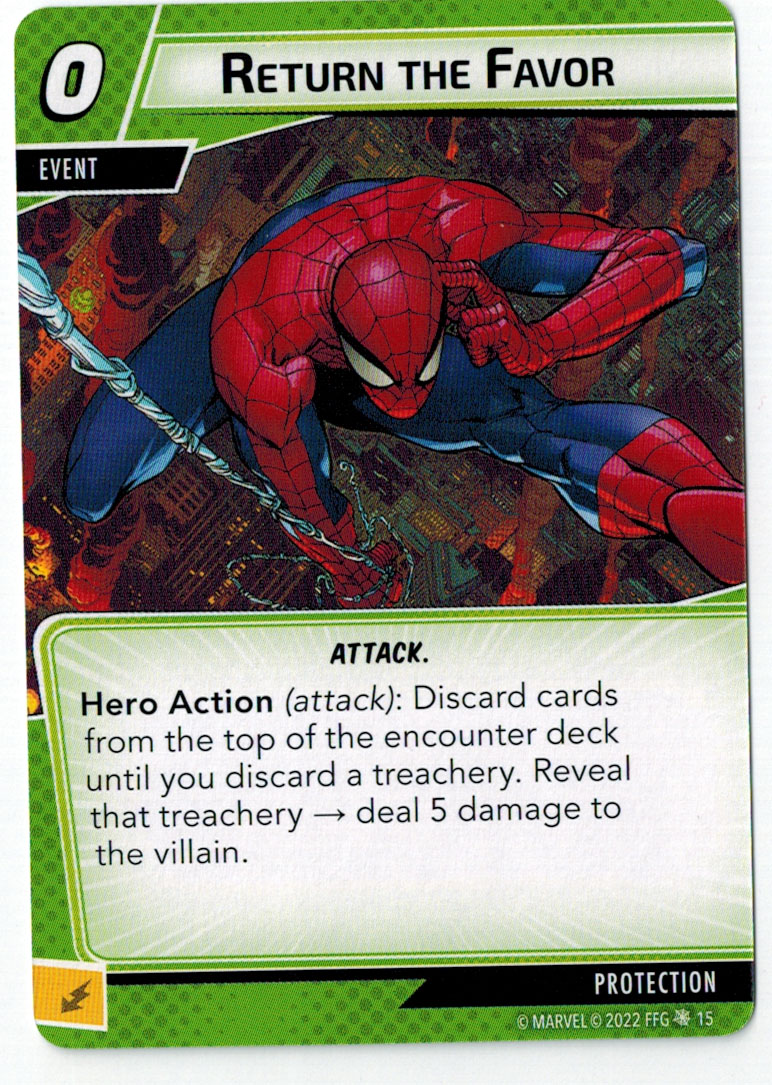 0
RETURN THE FAVOR
EVENT
ATTACK.
Hero Action (attack): Discard cards
from the top of the encounter deck
until you discard a treachery. Reveal
that treachery → deal 5 damage to
the villain.
PROTECTION
© MARVEL © 2022 FFG 15